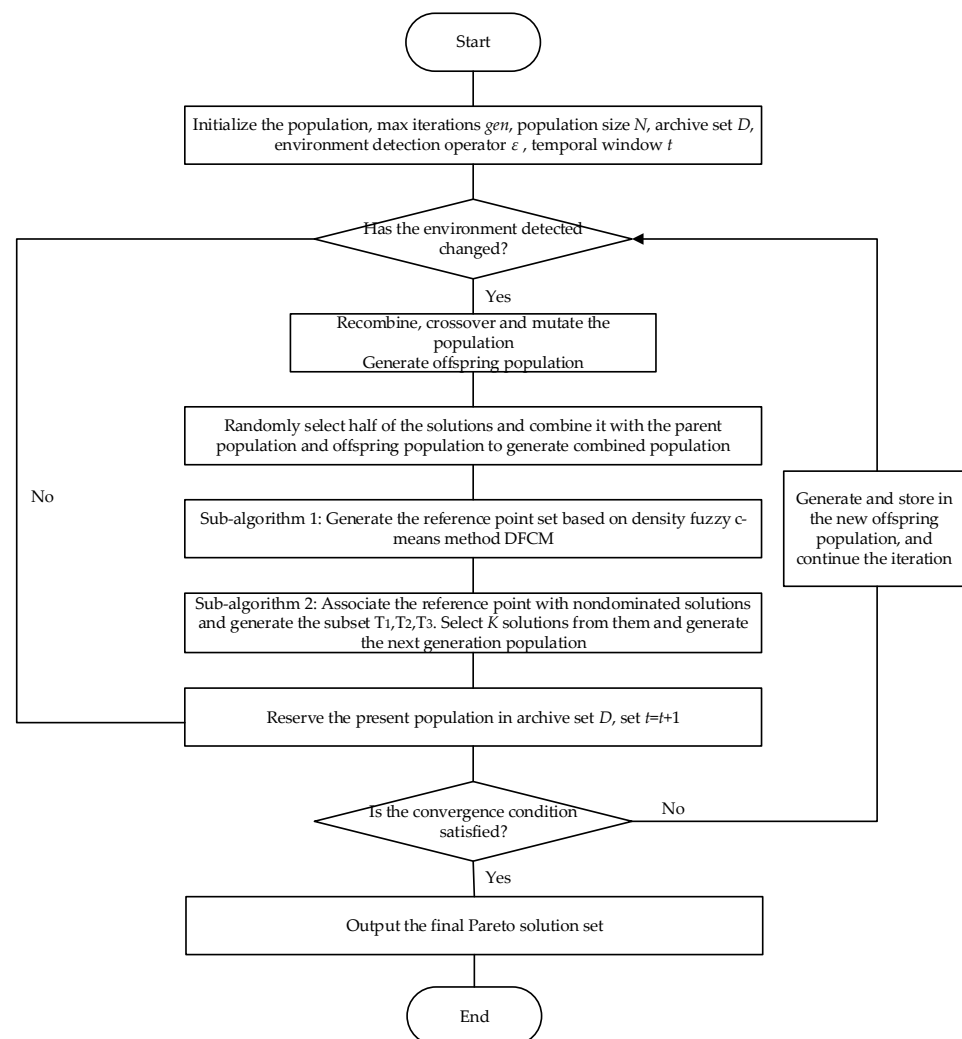 Start
Initialize the population, max iterations gen, population size N, archive set D,
environment detection operator ε , temporal window t
Has the environment detected
changed?
Yes
Recombine, crossover and mutate the
population
Generate offspring population
Randomly select half of the solutions and combine it with the parent
population and offspring population to generate combined population
No
Generate and store in
the new offspring
population, and
continue the iteration
Sub-algorithm 1: Generate the reference point set based on density fuzzy c-
means method DFCM
Sub-algorithm 2: Associate the reference point with nondominated solutions
and generate the subset T1,T2,T3. Select K solutions from them and generate
the next generation population
Reserve the present population in archive set D, set t=t+1
Is the convergence condition
satisfied?
No
Yes
Output the final Pareto solution set
End